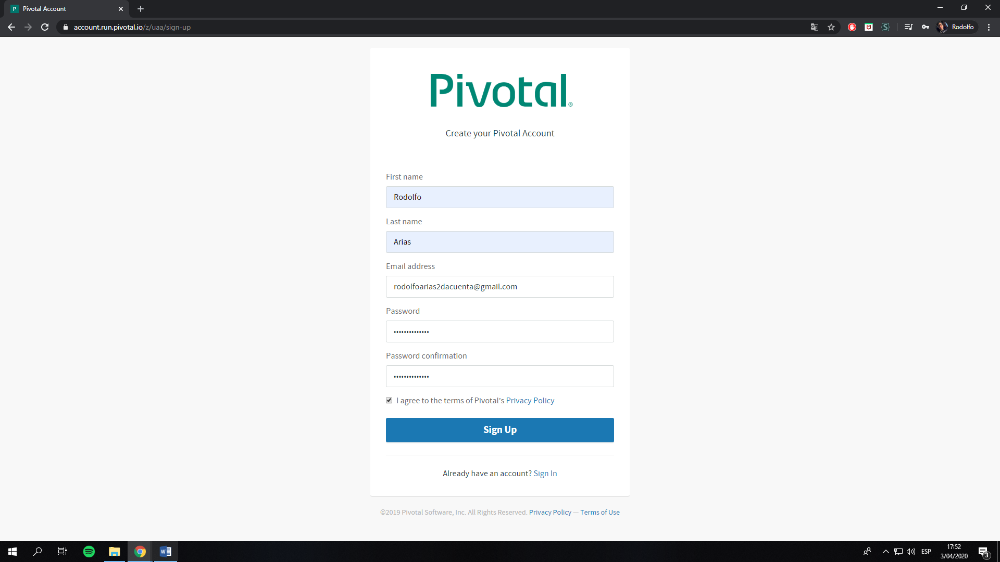 Pivotal Account
account.run.pivotal.io/z/uaa/sign-up
Rodolfo
Pivotal®
Create your Pivotal Account
First name
Rodolfo
Last name
Arias
Email address
rodolfoarias2dacuenta@gmail.com
Password
••••••••••••••
Password confirmation
••••••••••••••
I agree to the terms of Pivotal’s Privacy Policy
Sign Up
Already have an account? Sign In
©2019 Pivotal Software, Inc. All Rights Reserved. Privacy Policy — Terms of Use
ESP
17:52
3/04/2020
3